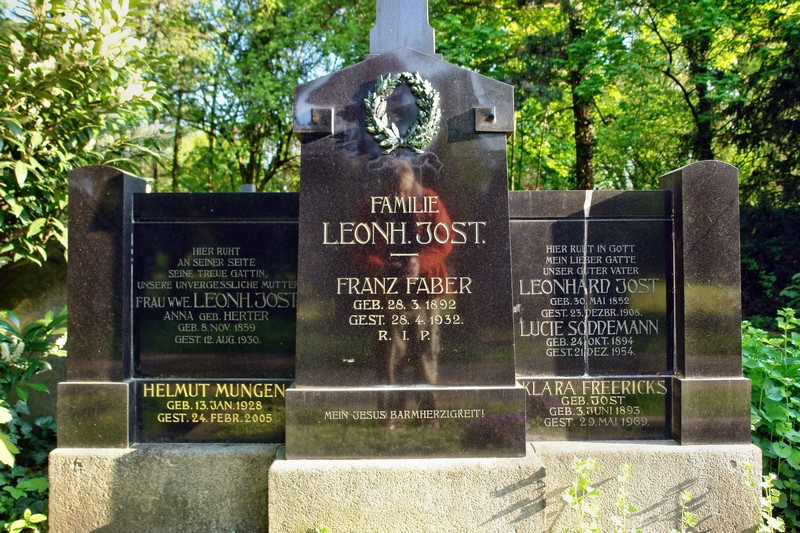 FAMILIE
LEONH. JOST.
FRANZ FABER
GEB. 28. 3. 1892
GEST. 28. 4. 1932.
R. I. P.
MEIN JESUS BARMHERZIGKEIT!
HIER RUHT
AN SEINER SEITE
SEINE TREUE GATTIN,
UNSERE UNVERGESSLICHE MUTTER
FRAU WWE. LEONH. JOST
ANNA GEB. HERTER
GEB. 8. NOV. 1859
GEST. 12. AUG. 1930.
HELMUT MUNGEN
GEB. 13. JAN. 1928
GEST. 24. FEBR. 2005
HIER RUHT IN GOTT
MEIN LIEBER GATTE
UNSER GUTER VATER
LEONHARD JOST
GEB. 30. MAI 1852
GEST. 23. DEZBR. 1908.
LUCIE SODDEMANN
GEB. 24. OKT. 1894
GEST. 21. DEZ. 1954.
KLARA FREERICKS
GEB. 3. JUNI 1893
GEST. 29. MAI 1969.